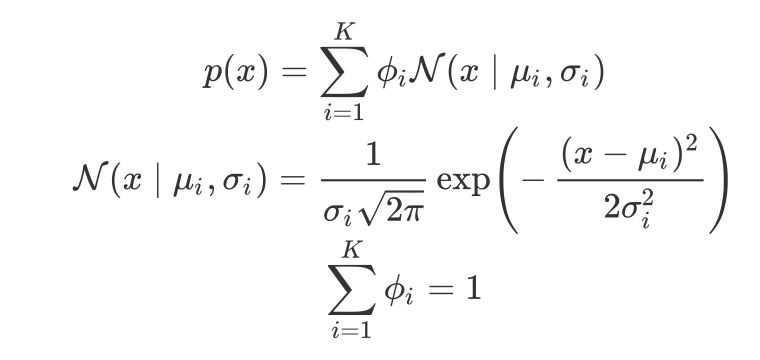 p(x) = \sum_{i=1}^{K} \phi_i \mathcal{N}(x \mid \mu_i, \sigma_i)
\mathcal{N}(x \mid \mu_i, \sigma_i) = \frac{1}{\sigma_i \sqrt{2\pi}} \exp\left(-\frac{(x - \mu_i)^2}{2\sigma_i^2}\right)
\sum_{i=1}^{K} \phi_i = 1